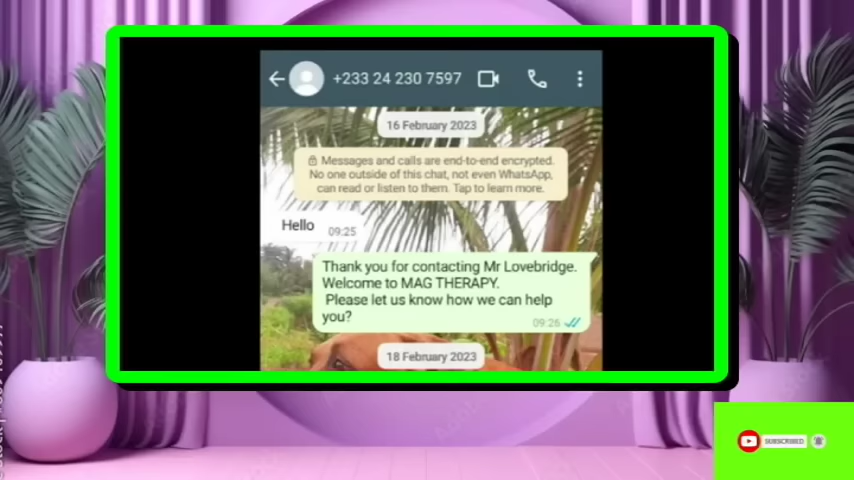 +233 24 230 7597
16 February 2023
Messages and calls are end-to-end encrypted.
No one outside of this chat, not even WhatsApp,
can read or listen to them. Tap to learn more.
Hello 09:25
Thank you for contacting Mr Lovebridge.
Welcome to MAG THERAPY.
Please let us know how we can help
you?
09:26
18 February 2023
SUBSCRIBED